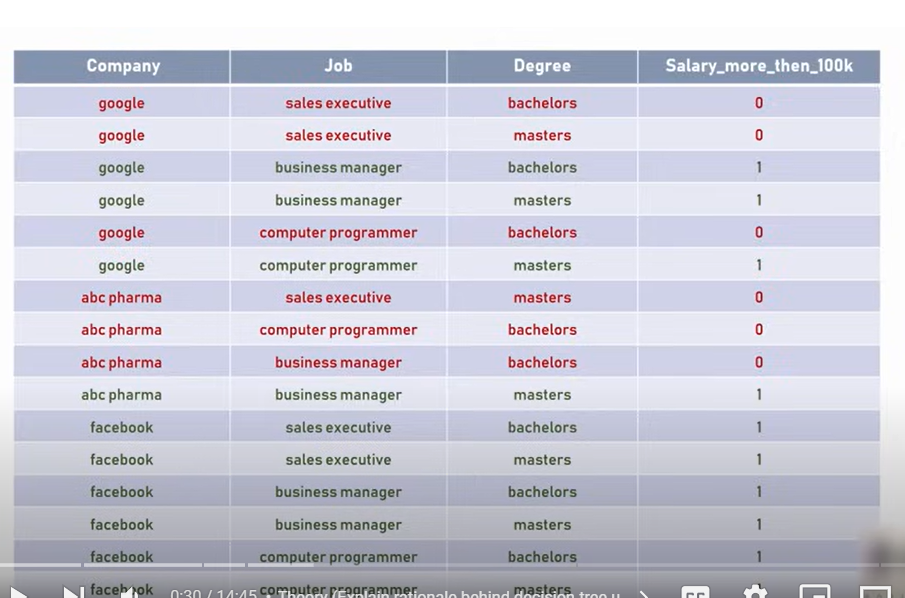 Company Job Degree Salary_more_then_100k
google sales executive bachelors 0
google sales executive masters 0
google business manager bachelors 1
google business manager masters 1
google computer programmer bachelors 0
google computer programmer masters 1
abc pharma sales executive masters 0
abc pharma computer programmer bachelors 0
abc pharma business manager bachelors 0
abc pharma business manager masters 1
facebook sales executive bachelors 1
facebook sales executive masters 1
facebook business manager bachelors 1
facebook business manager masters 1
facebook computer programmer bachelors 1
facebook computer programmer masters
0:30 / 14:45 • Theory (Explain rationale behind decision tree u
CC